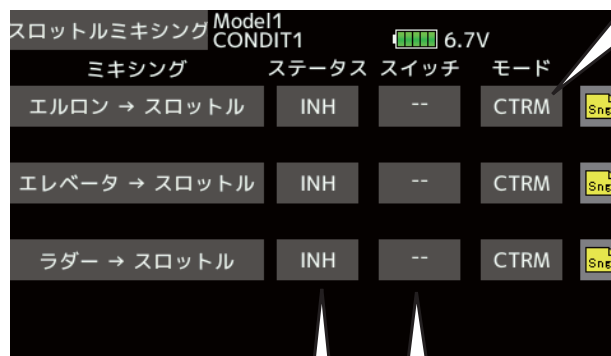 スロットルミキシング Model1
CONDIT1 6.7V
ミキシング ステータス スイッチ モード
エルロン → スロットル INH -- CTRM Sng
エレベータ → スロットル INH -- CTRM Sng
ラダー → スロットル INH -- CTRM Sng